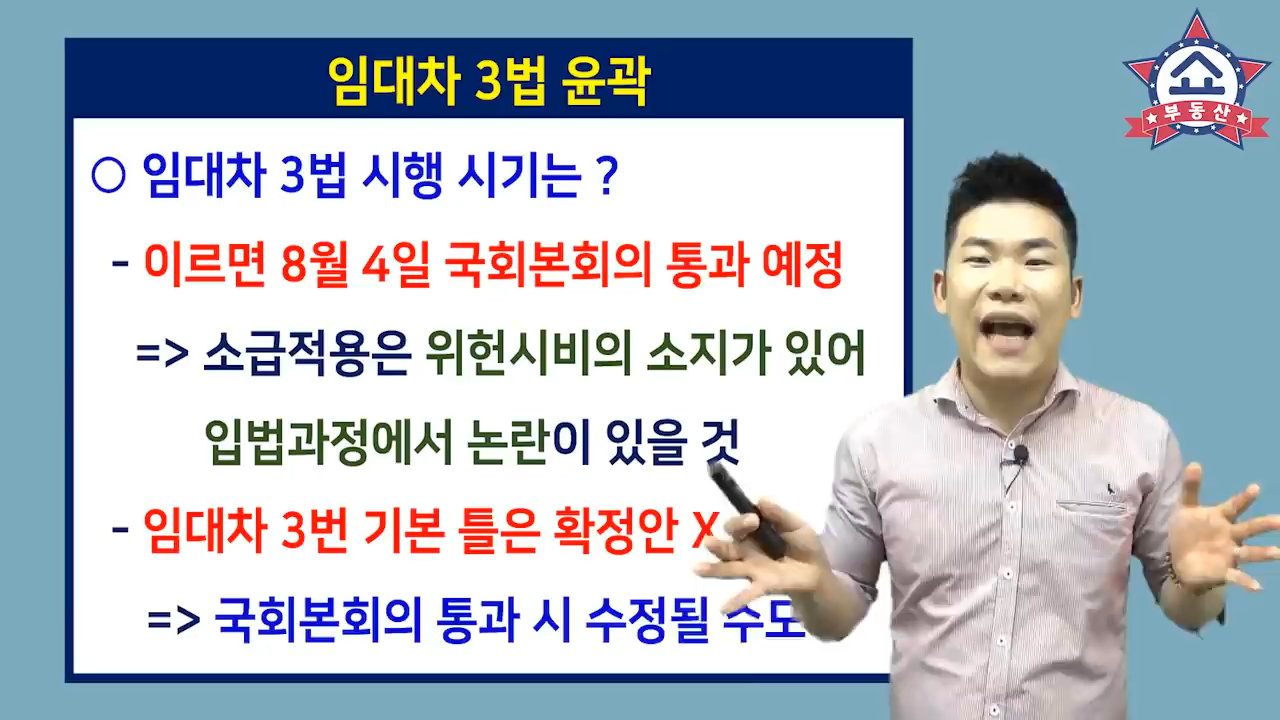 임대차 3법 윤곽
부동산
○ 임대차 3법 시행 시기는 ?
- 이르면 8월 4일 국회본회의 통과 예정
=> 소급적용은 위헌시비의 소지가 있어
입법과정에서 논란이 있을 것
- 임대차 3번 기본 틀은 확정안 X
=> 국회본회의 통과 시 수정될 수도